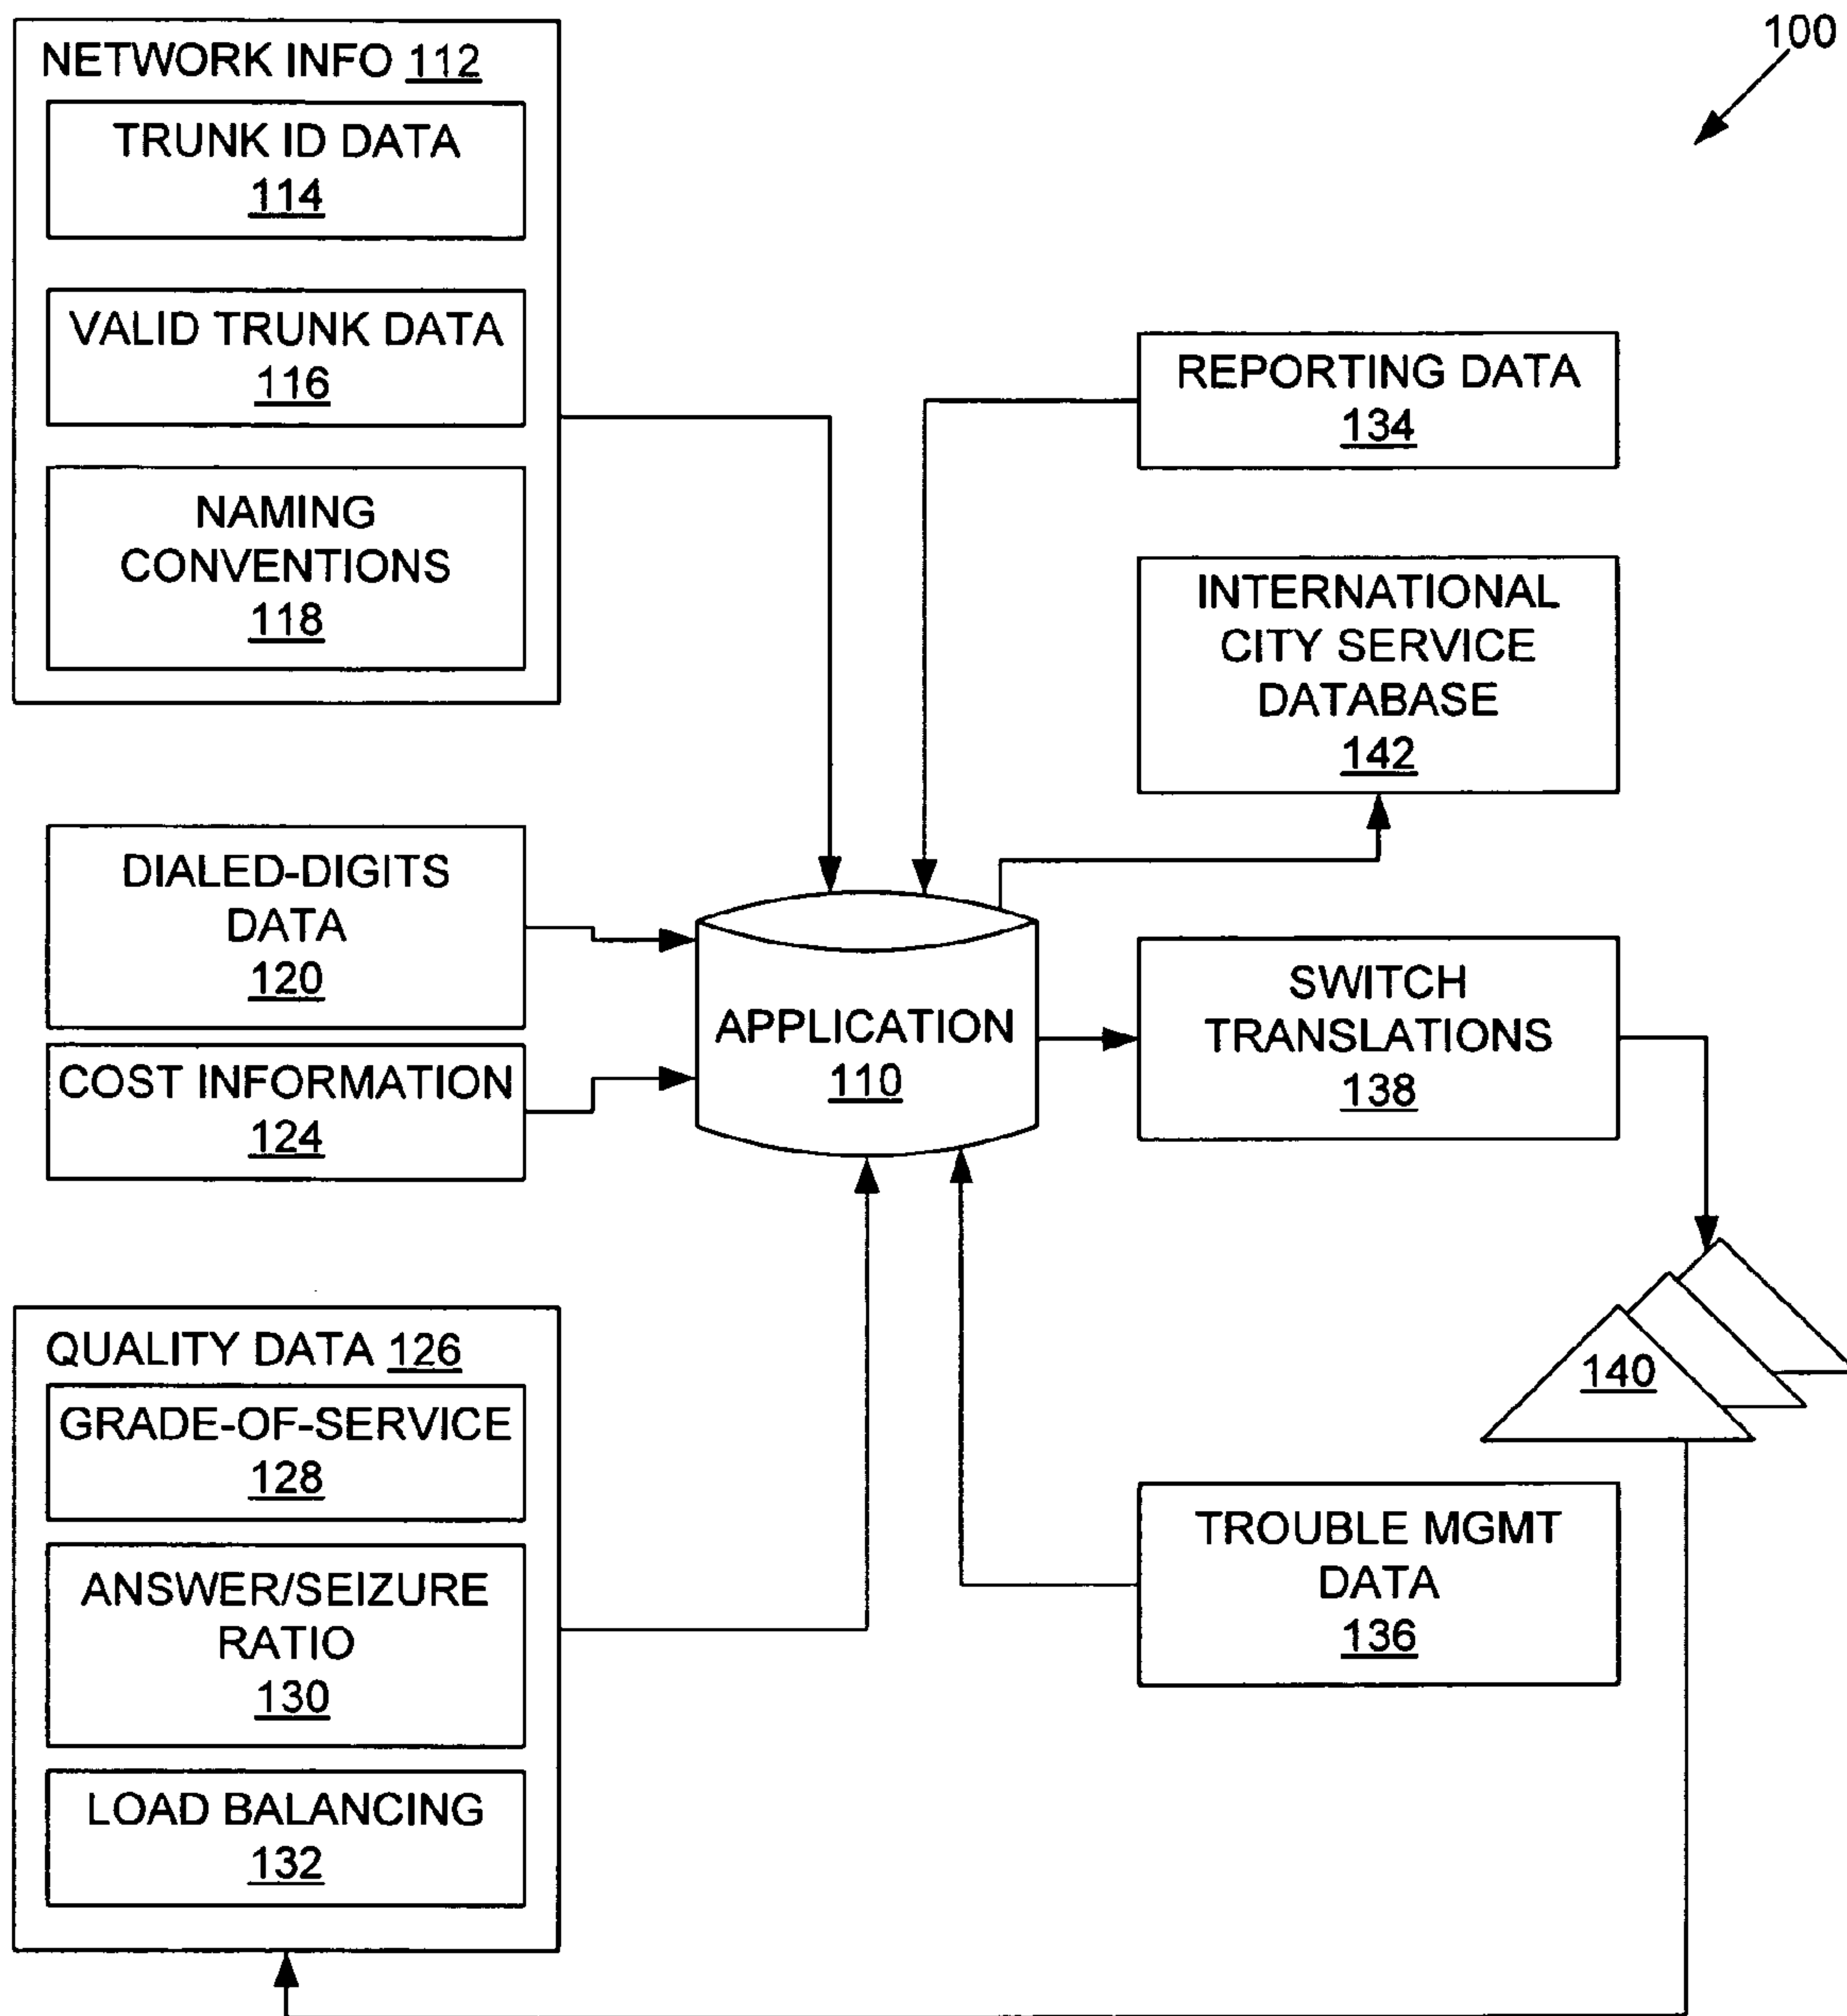 100
NETWORK INFO 112
TRUNK ID DATA
114
VALID TRUNK DATA
116
NAMING
CONVENTIONS
118
REPORTING DATA
134
INTERNATIONAL
CITY SERVICE
DATABASE
142
DIALED-DIGITS
DATA
120
COST INFORMATION
124
APPLICATION
110
SWITCH
TRANSLATIONS
138
140
QUALITY DATA 126
GRADE-OF-SERVICE
128
ANSWER/SEIZURE
RATIO
130
LOAD BALANCING
132
TROUBLE MGMT
DATA
136